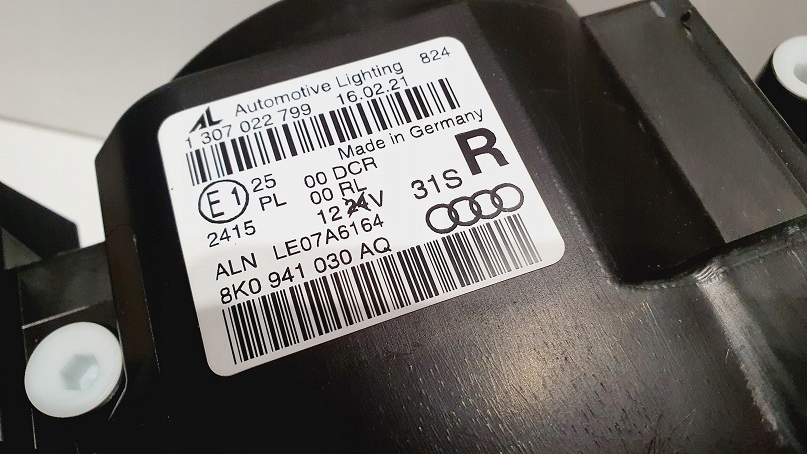 AL Automotive Lighting 824
1 307 022 799 16.02.21
Made in Germany
E1 25 00 DCR
PL 00 RL 31S R
2415 12 24V
ALN LE07A6164
8K0 941 030 AQ